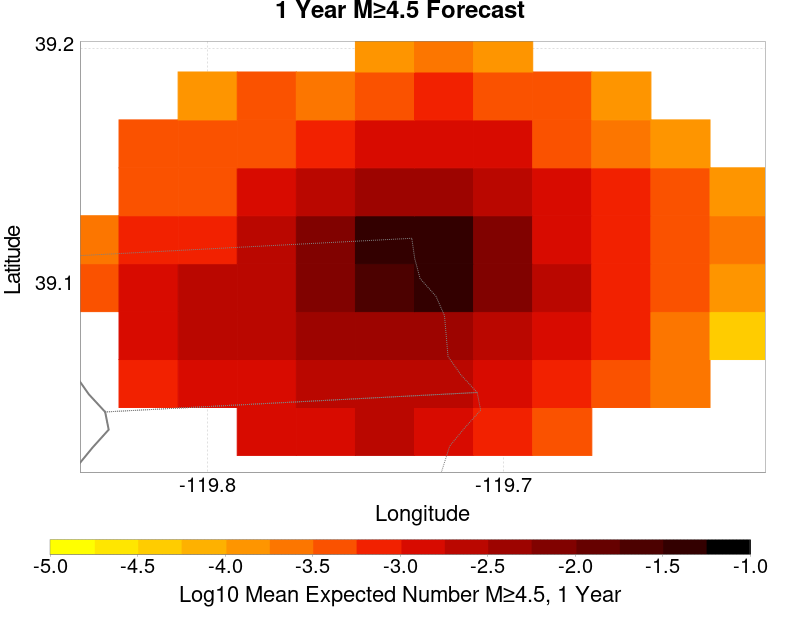 1 Year M≥4.5 Forecast
39.2
39.1
Latitude
-119.8
-119.7
Longitude
-5.0 -4.5 -4.0 -3.5 -3.0 -2.5 -2.0 -1.5 -1.0
Log10 Mean Expected Number M≥4.5, 1 Year